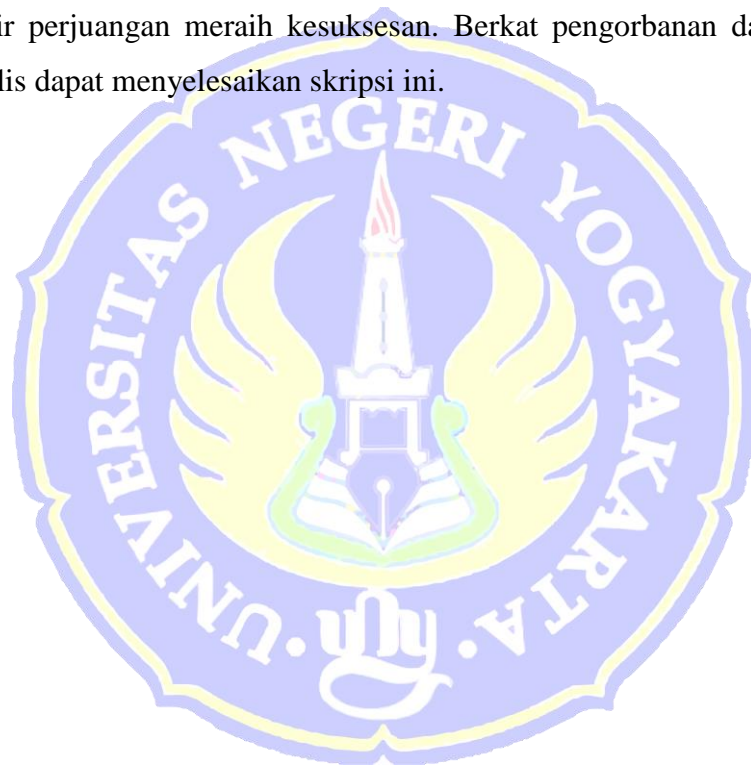 ir perjuangan meraih kesuksesan. Berkat pengorbanan da
lis dapat menyelesaikan skripsi ini.
UNIVERSITAS NEGERI YOGYAKARTA
uny